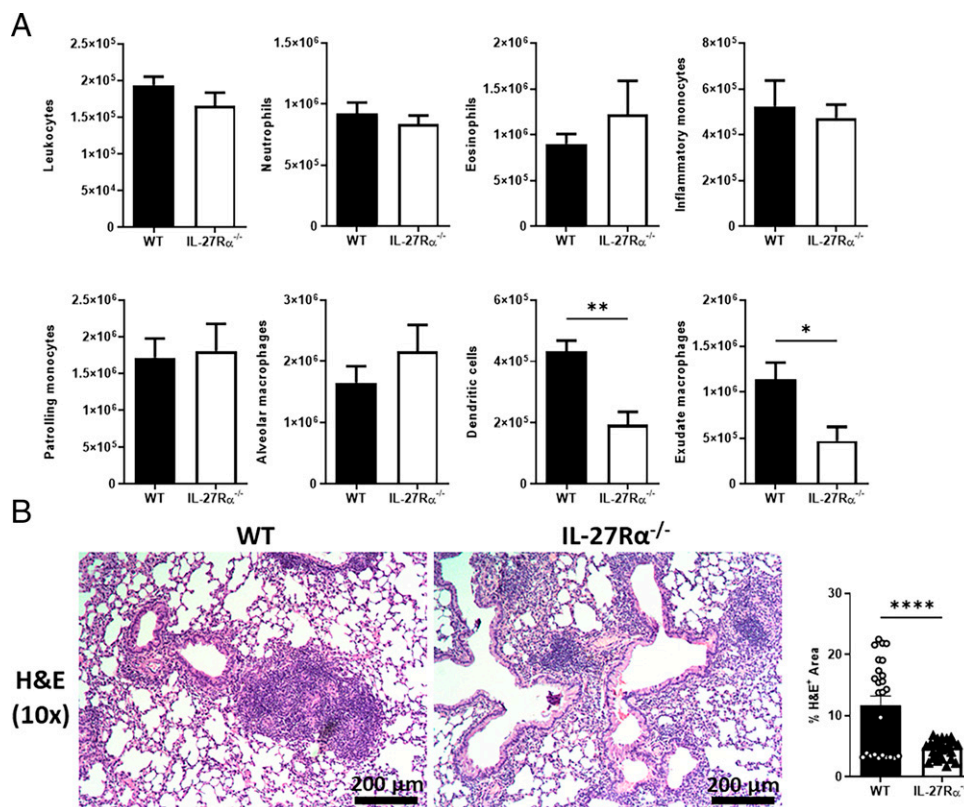 A
Leukocytes
2.5×10⁵
2×10⁵
1.5×10⁵
1×10⁵
5×10⁴
0
WT IL-27Rα⁻/⁻
Neutrophils
1.5×10⁶
1×10⁶
5×10⁵
0
WT IL-27Rα⁻/⁻
Eosinophils
2×10⁶
1.5×10⁶
1×10⁶
5×10⁵
0
WT IL-27Rα⁻/⁻
Inflammatory monocytes
8×10⁵
6×10⁵
4×10⁵
2×10⁵
0
WT IL-27Rα⁻/⁻
Patrolling monocytes
2.5×10⁶
2×10⁶
1.5×10⁶
1×10⁶
5×10⁵
0
WT IL-27Rα⁻/⁻
Alveolar macrophages
3×10⁶
2×10⁶
1×10⁶
0
WT IL-27Rα⁻/⁻
Dendritic cells
6×10⁵
4×10⁵
2×10⁵
0
**
WT IL-27Rα⁻/⁻
Exudate macrophages
1.5×10⁶
1×10⁶
5×10⁵
0
*
WT IL-27Rα⁻/⁻
B
WT IL-27Rα⁻/⁻
H&E
(10x)
200 µm
200 µm
% H&E⁺ Area
30
20
10
0
****
WT IL-27Rα⁻